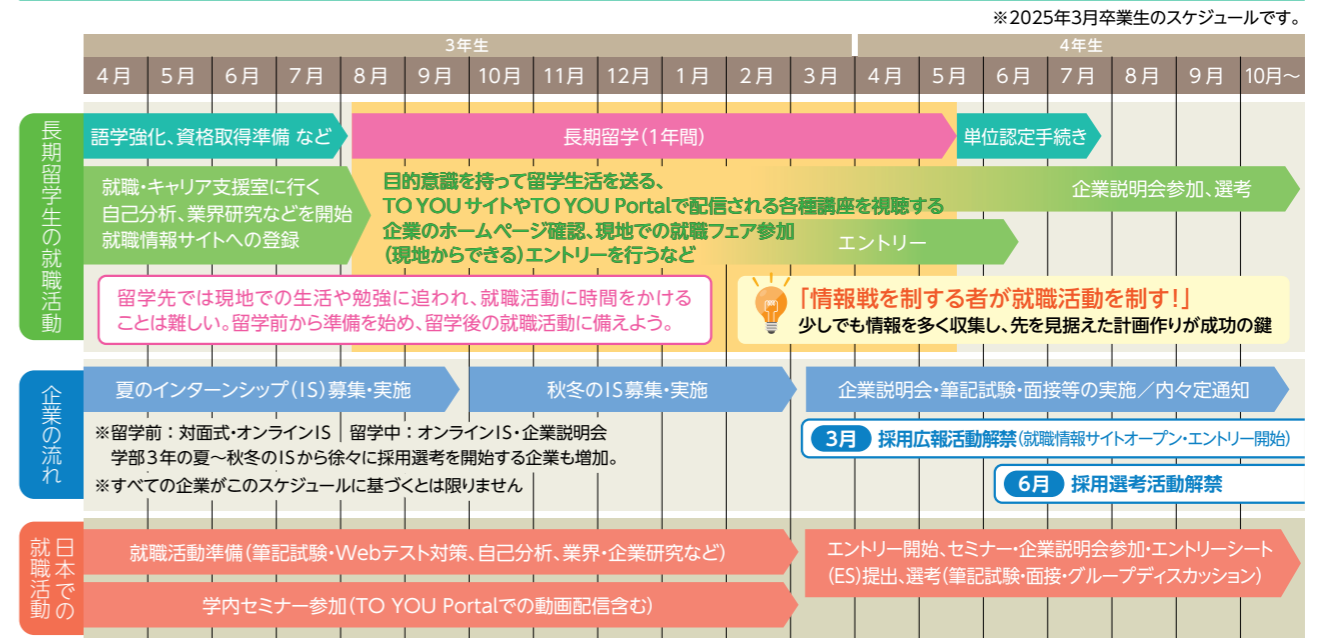 ※2025年3月卒業生のスケジュールです。
3年生
4年生
4月 5月 6月 7月 8月 9月 10月 11月 12月 1月 2月 3月 4月 5月 6月 7月 8月 9月 10月～
長期留学生の就職活動
語学強化、資格取得準備 など
長期留学(1年間)
単位認定手続き
就職・キャリア支援室に行く
自己分析、業界研究などを開始
就職情報サイトへの登録
目的意識を持って留学生活を送る、
TO YOU サイトやTO YOU Portalで配信される各種講座を視聴する
企業のホームページ確認、現地での就職フェア参加
(現地からできる)エントリーを行うなど
企業説明会参加、選考
エントリー
留学先では現地での生活や勉強に追われ、就職活動に時間をかける
ことは難しい。留学前から準備を始め、留学後の就職活動に備えよう。
「情報戦を制する者が就職活動を制す!」
少しでも情報を多く収集し、先を見据えた計画作りが成功の鍵
企業の流れ
夏のインターンシップ(IS)募集・実施
秋冬のIS募集・実施
企業説明会・筆記試験・面接等の実施／内々定通知
※留学前：対面式・オンラインIS｜留学中：オンラインIS・企業説明会
学部3年の夏～秋冬のISから徐々に採用選考を開始する企業も増加。
※すべての企業がこのスケジュールに基づくとは限りません
3月 採用広報活動解禁(就職情報サイトオープン・エントリー開始)
6月 採用選考活動解禁
日本での
就職活動
就職活動準備(筆記試験・Webテスト対策、自己分析、業界・企業研究など)
学内セミナー参加(TO YOU Portalでの動画配信含む)
エントリー開始、セミナー・企業説明会参加・エントリーシート
(ES)提出、選考(筆記試験・面接・グループディスカッション)